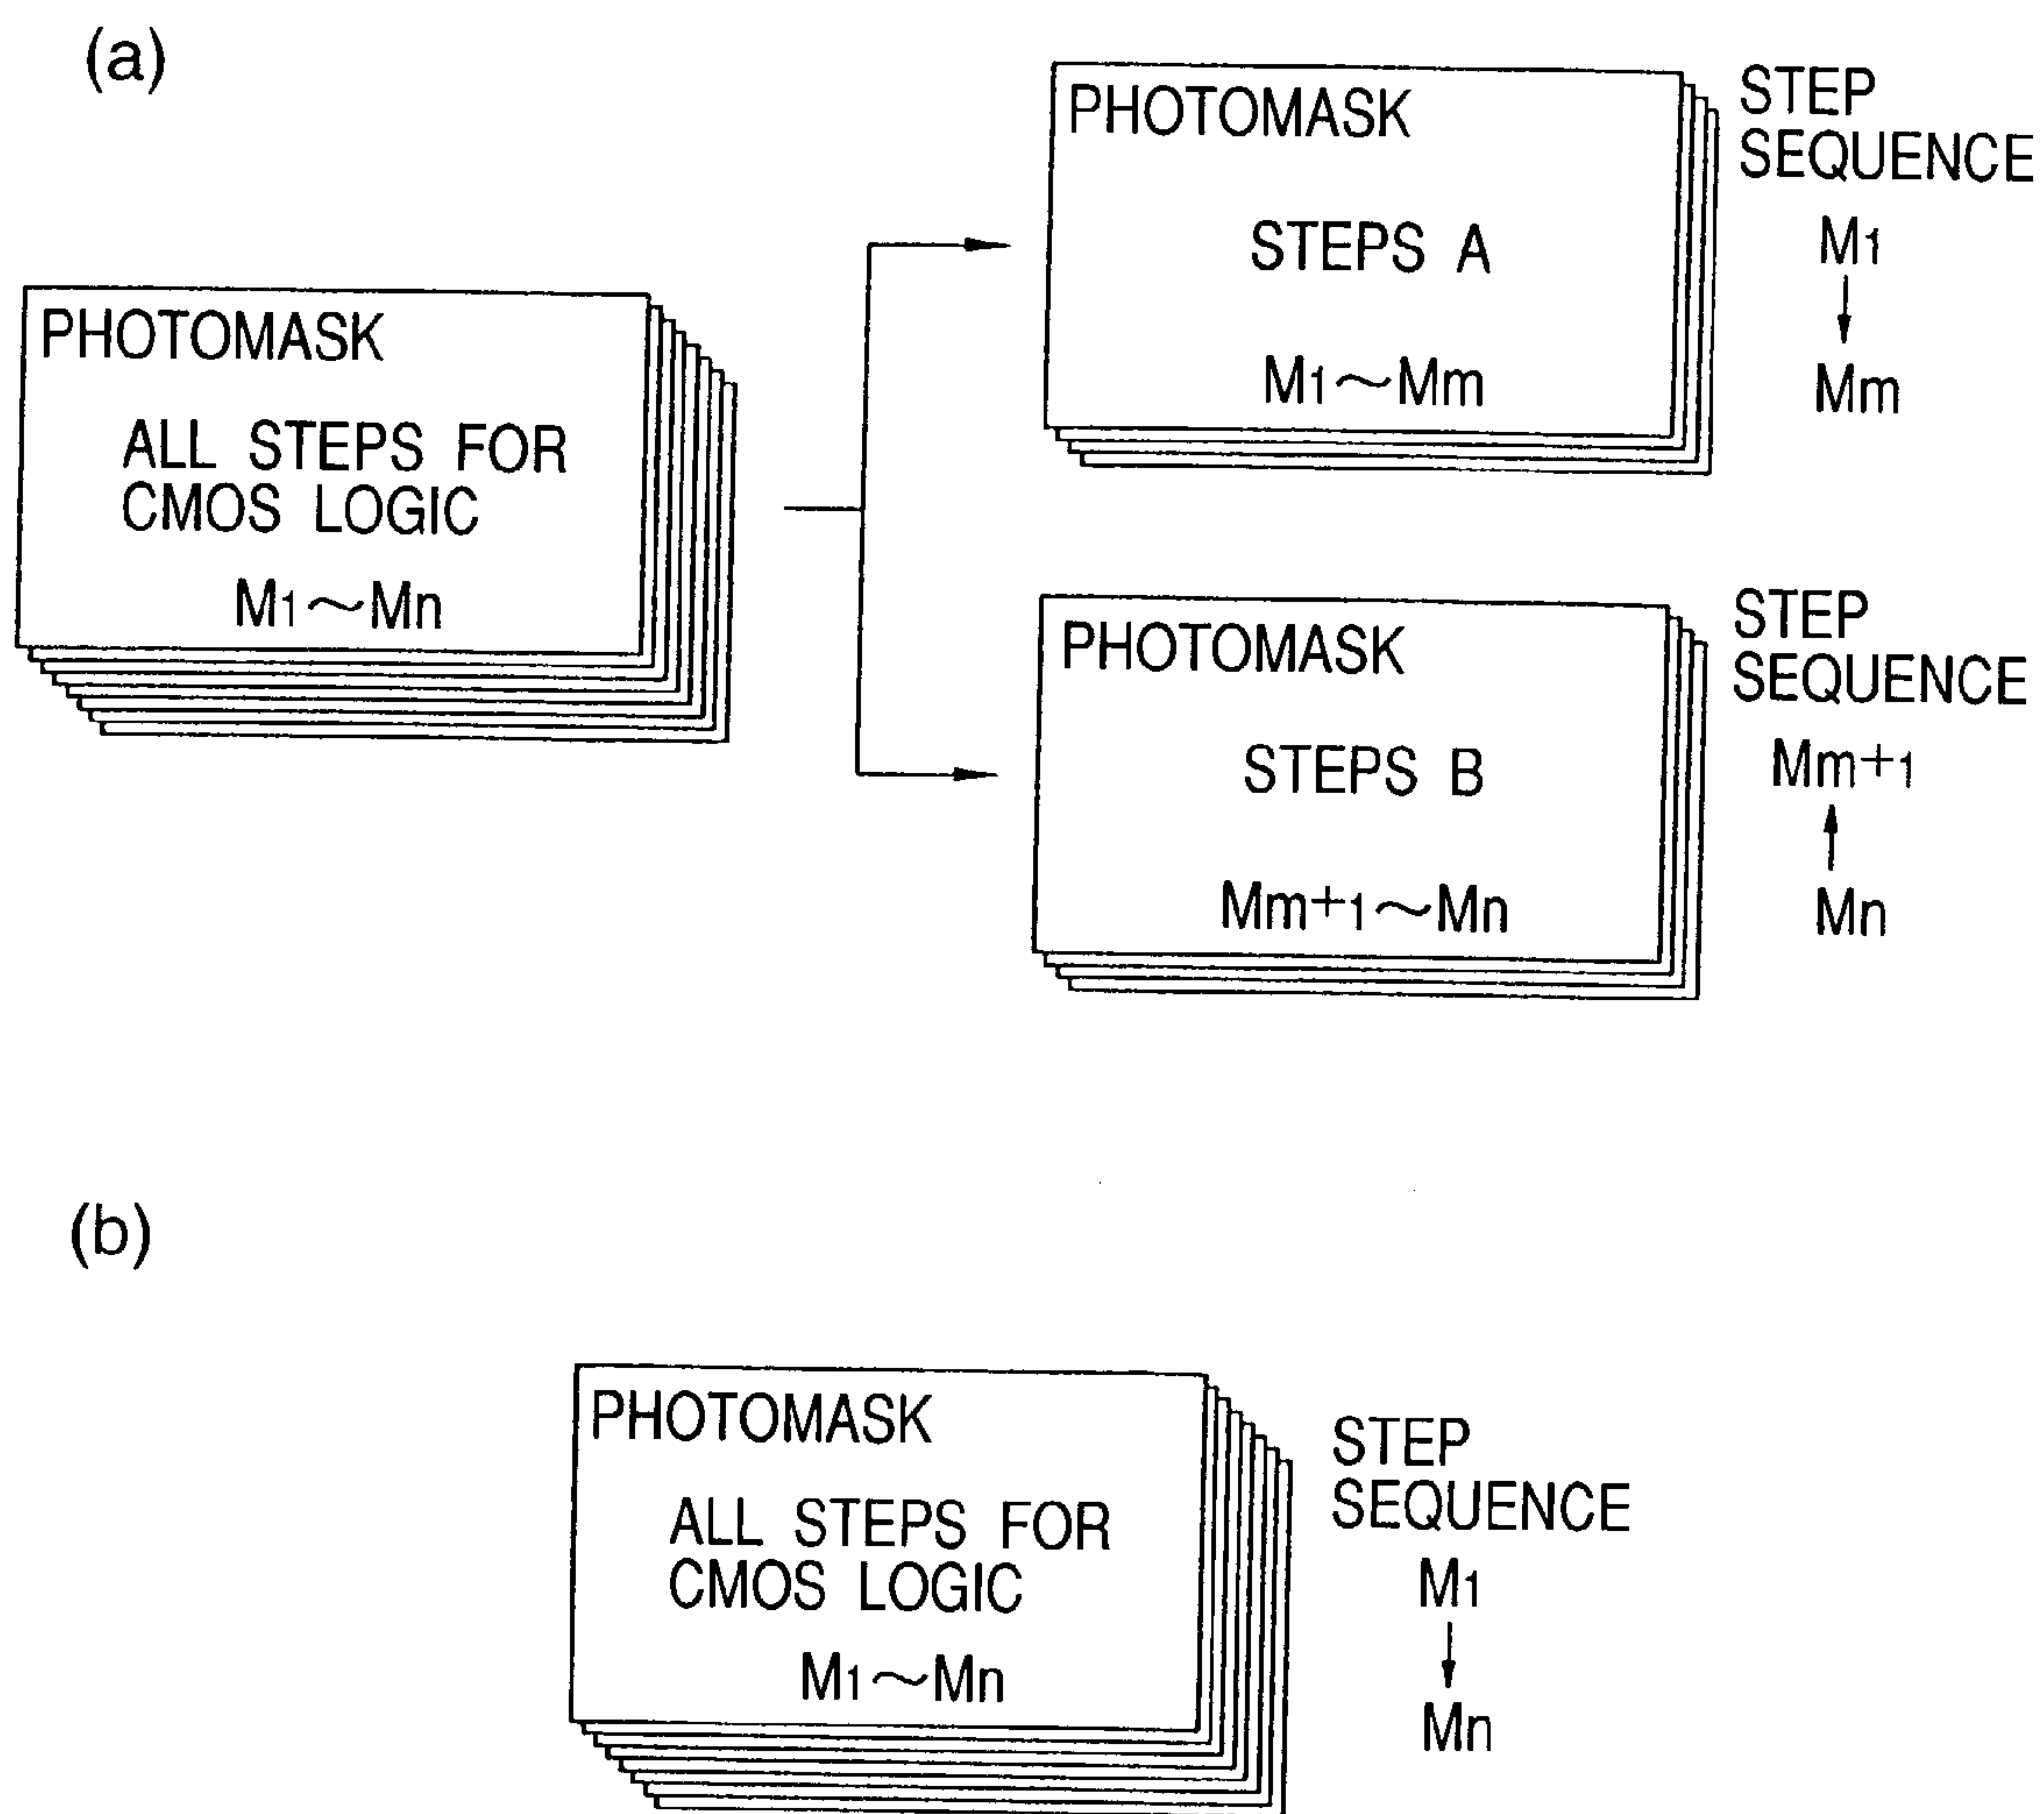 (a)
PHOTOMASK
ALL STEPS FOR
CMOS LOGIC
M1~Mn
PHOTOMASK
STEPS A
M1~Mm
STEP
SEQUENCE
M1
Mm
PHOTOMASK
STEPS B
Mm+1~Mn
STEP
SEQUENCE
Mm+1
Mn
(b)
PHOTOMASK
ALL STEPS FOR
CMOS LOGIC
M1~Mn
STEP
SEQUENCE
M1
Mn